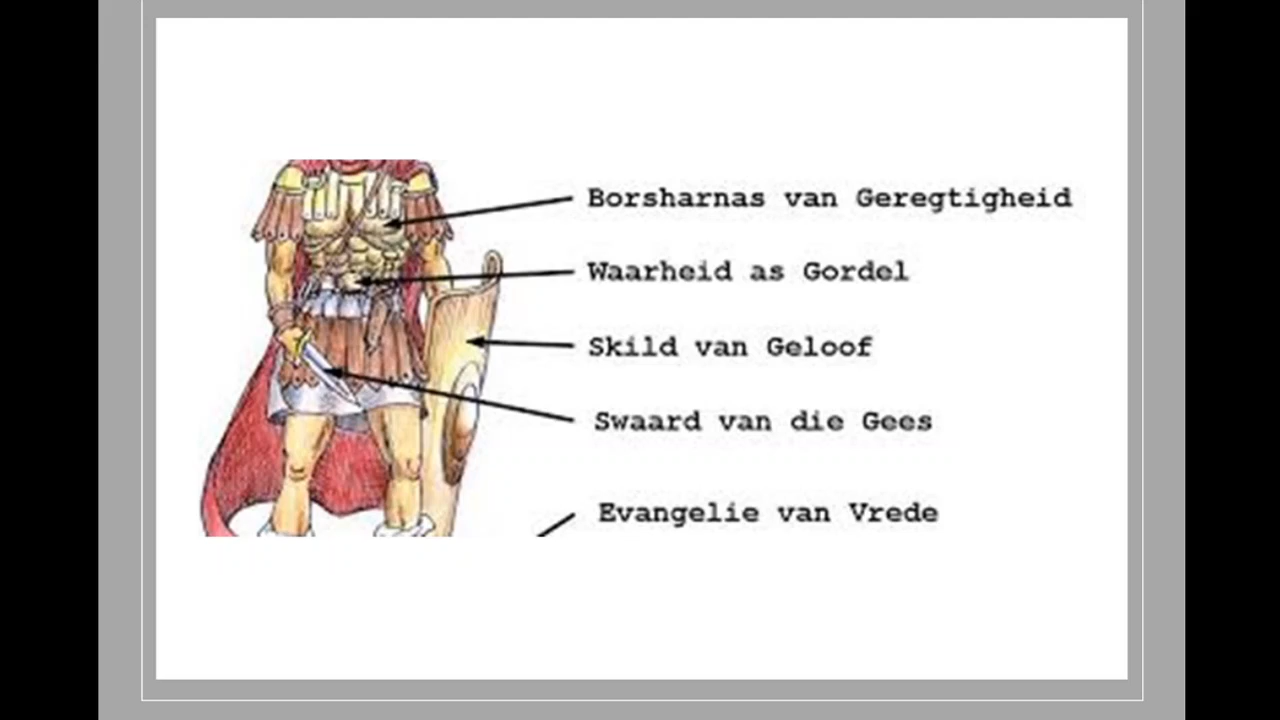 Borsharnas van Geregtigheid
Waarheid as Gordel
Skild van Geloof
Swaard van die Gees
Evangelie van Vrede